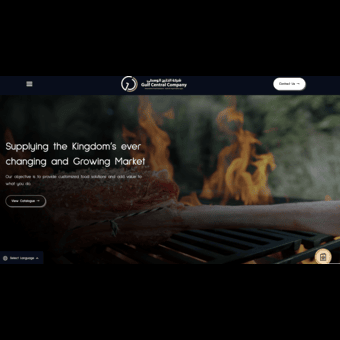 شركة الخليج الوسطى
Gulf Central Company
Contact Us →
Supplying the Kingdom's ever
changing and Growing Market
Our objective is to provide customized food solutions and add value to
what you do.
View Catalogue →
Select Language